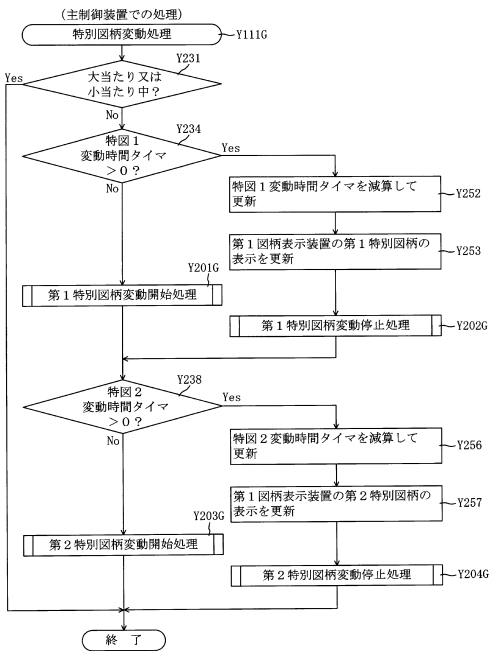 (主制御装置での処理)
特別図柄変動処理
Y111G
Y231
Yes
大当たり又は
小当たり中?
No
Y234
特図1
変動時間タイマ
>0?
Yes
No
特図1変動時間タイマを減算して
更新
Y252
第1図柄表示装置の第1特別図柄の
表示を更新
Y253
Y201G
第1特別図柄変動開始処理
第1特別図柄変動停止処理
Y202G
Y238
特図2
変動時間タイマ
>0?
Yes
No
特図2変動時間タイマを減算して
更新
Y256
第1図柄表示装置の第2特別図柄の
表示を更新
Y257
Y203G
第2特別図柄変動開始処理
第2特別図柄変動停止処理
Y204G
終 了